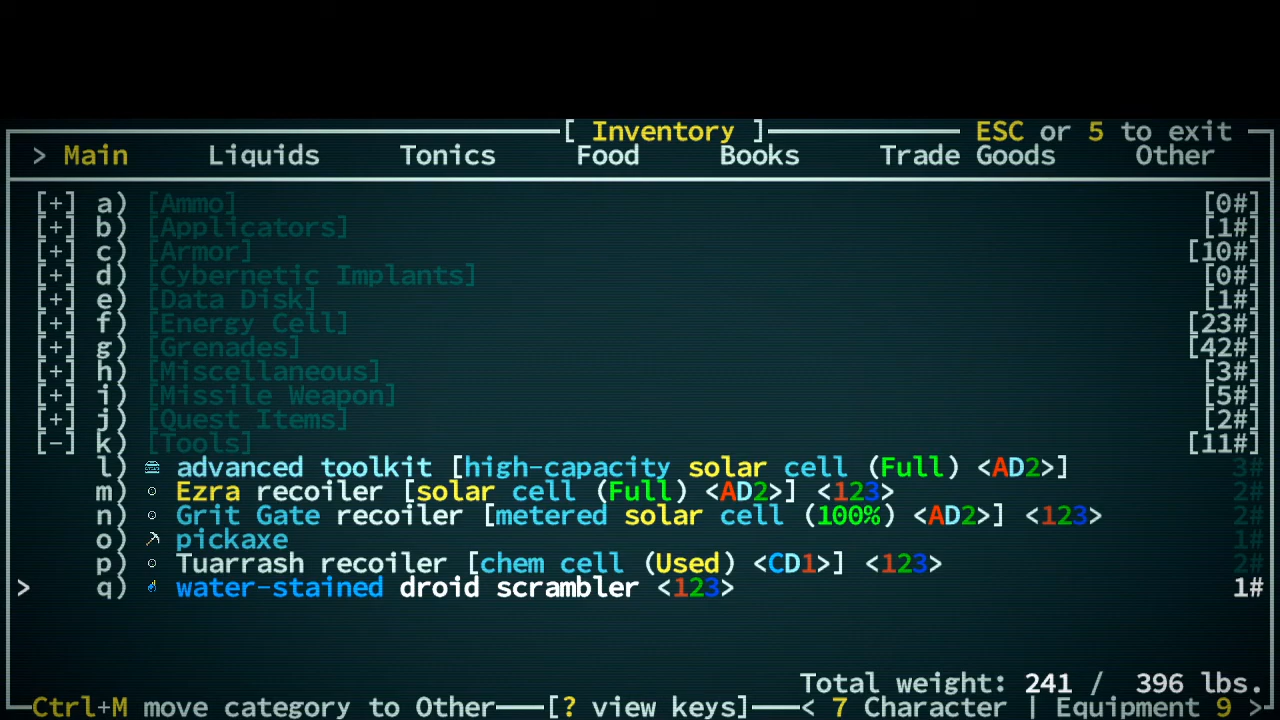 [ Inventory ] ESC or 5 to exit
> Main Liquids Tonics Food Books Trade Goods Other
[+] a) [Ammo] [0#]
[+] b) [Applicators] [1#]
[+] c) [Armor] [10#]
[+] d) [Cybernetic Implants] [0#]
[+] e) [Data Disk] [1#]
[+] f) [Energy Cell] [23#]
[+] g) [Grenades] [42#]
[+] h) [Miscellaneous] [3#]
[+] i) [Missile Weapon] [5#]
[+] j) [Quest Items] [2#]
[-] k) [Tools] [11#]
l) advanced toolkit [high-capacity solar cell (Full) <AD2>] 3#
m) Ezra recoiler [solar cell (Full) <AD2>] <123> 2#
n) Grit Gate recoiler [metered solar cell (100%) <AD2>] <123> 2#
o) pickaxe 1#
p) Tuarrash recoiler [chem cell (Used) <CD1>] <123> 2#
> q) water-stained droid scrambler <123> 1#
Total weight: 241 / 396 lbs.
Ctrl+M move category to Other [? view keys] < 7 Character | Equipment 9 >